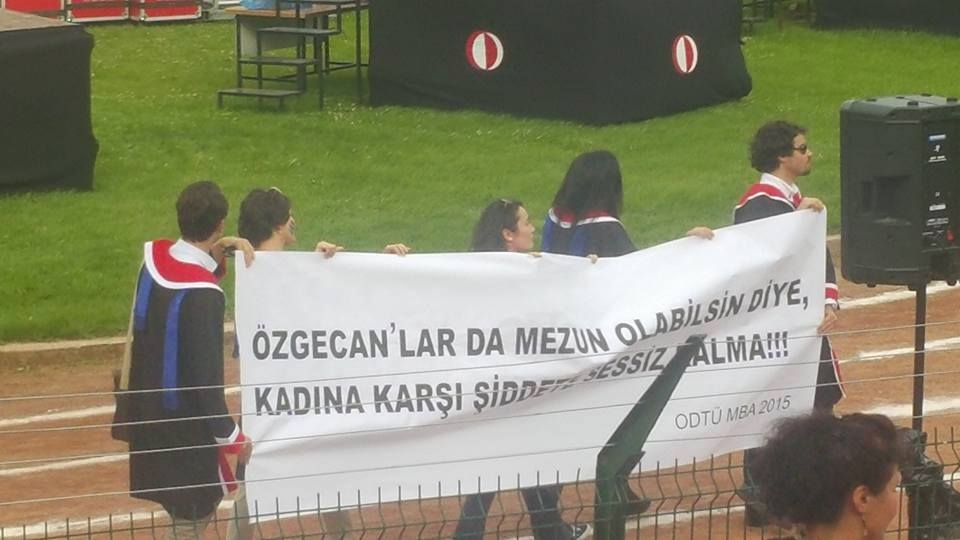 ÖZGECAN'LAR DA MEZUN OLABİLSİN DİYE,
KADINA KARŞI ŞİDDETE SESSİZ KALMA!!!
ODTÜ MBA 2015